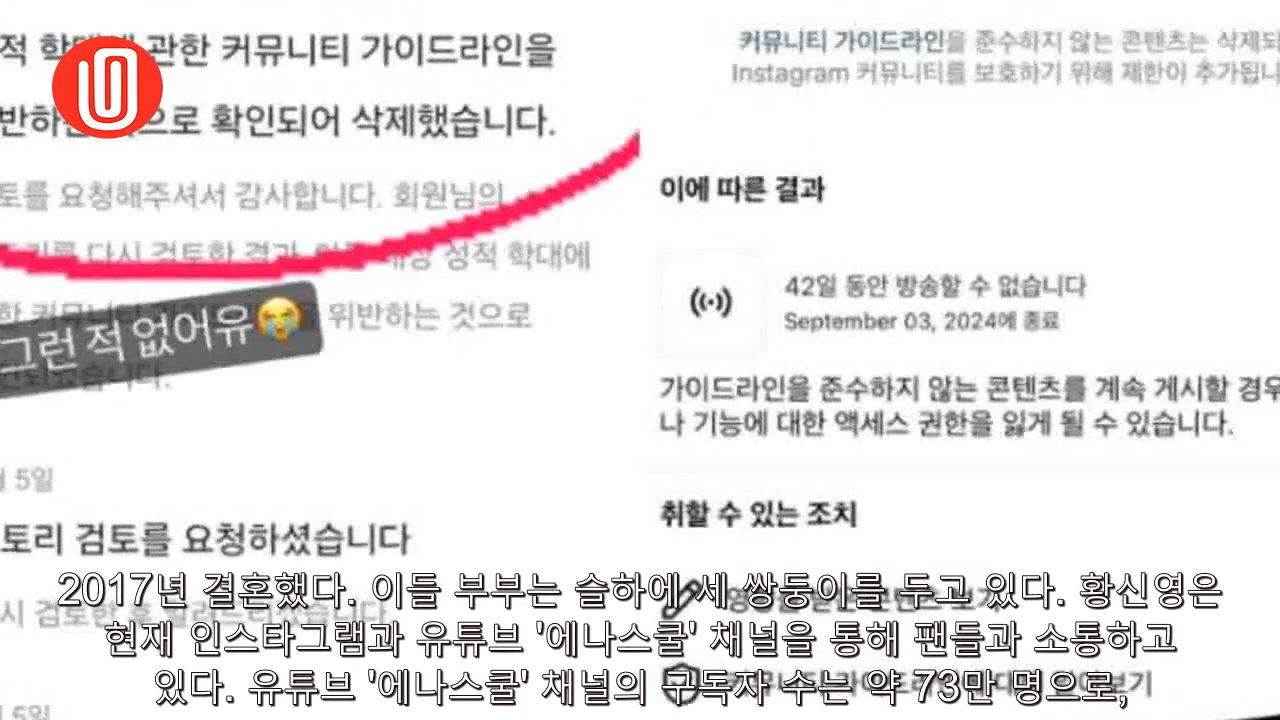 적 학대에 관한 커뮤니티 가이드라인을
반하는 것으로 확인되어 삭제했습니다.
토를 요청해주셔서 감사합니다. 회원님의
다시 검토한 결과, 성적 학대에
그런 적 없어유😭
위반하는 것으로
5일
토리 검토를 요청하셨습니다
5일
커뮤니티 가이드라인을 준수하지 않는 콘텐츠는 삭제되
Instagram 커뮤니티를 보호하기 위해 제한이 추가됩니
이에 따른 결과
42일 동안 방송할 수 없습니다
September 03, 2024에 종료
가이드라인을 준수하지 않는 콘텐츠를 계속 게시할 경우
나 기능에 대한 액세스 권한을 잃게 될 수 있습니다.
취할 수 있는 조치
2017년 결혼했다. 이들 부부는 슬하에 세 쌍둥이를 두고 있다. 황신영은
현재 인스타그램과 유튜브 '에나스쿨' 채널을 통해 팬들과 소통하고
있다. 유튜브 '에나스쿨' 채널의 구독자 수는 약 73만 명으로,